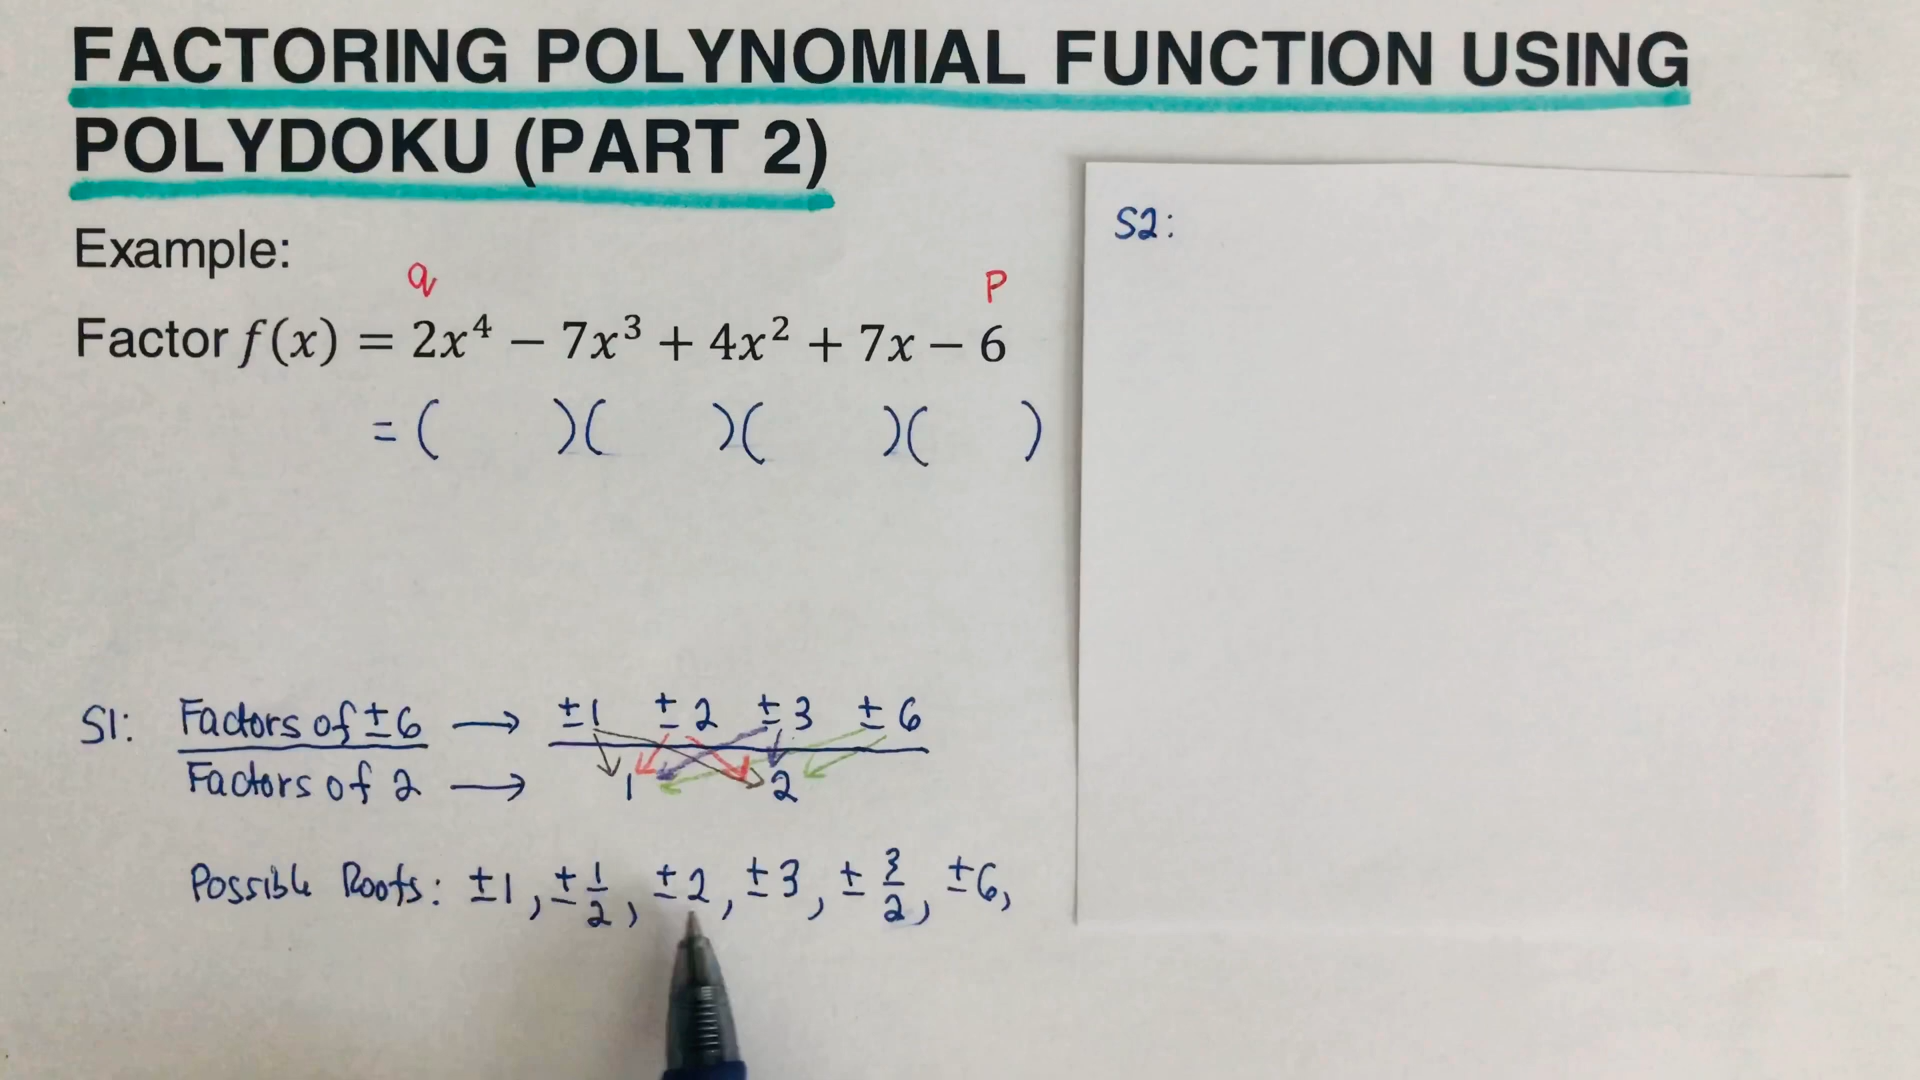 FACTORING POLYNOMIAL FUNCTION USING
POLYDOKU (PART 2)
Example:
q p
Factor f(x) = 2x⁴ − 7x³ + 4x² + 7x − 6
= ( )( )( )( )
S2:
S1: Factors of ±6 → ±1 ±2 ±3 ±6
Factors of 2 → 1 2
Possible Roots: ±1, ±1/2, ±2, ±3, ±3/2, ±6,